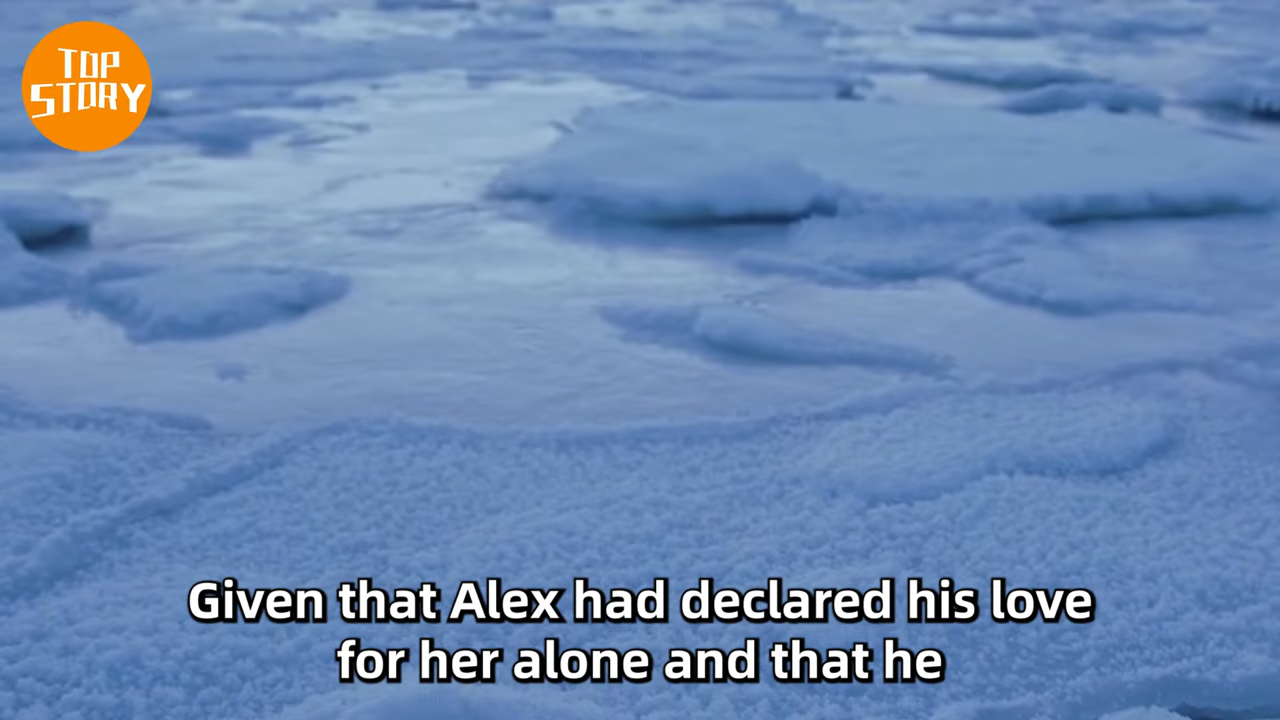 TOP
STORY
Given that Alex had declared his love
for her alone and that he